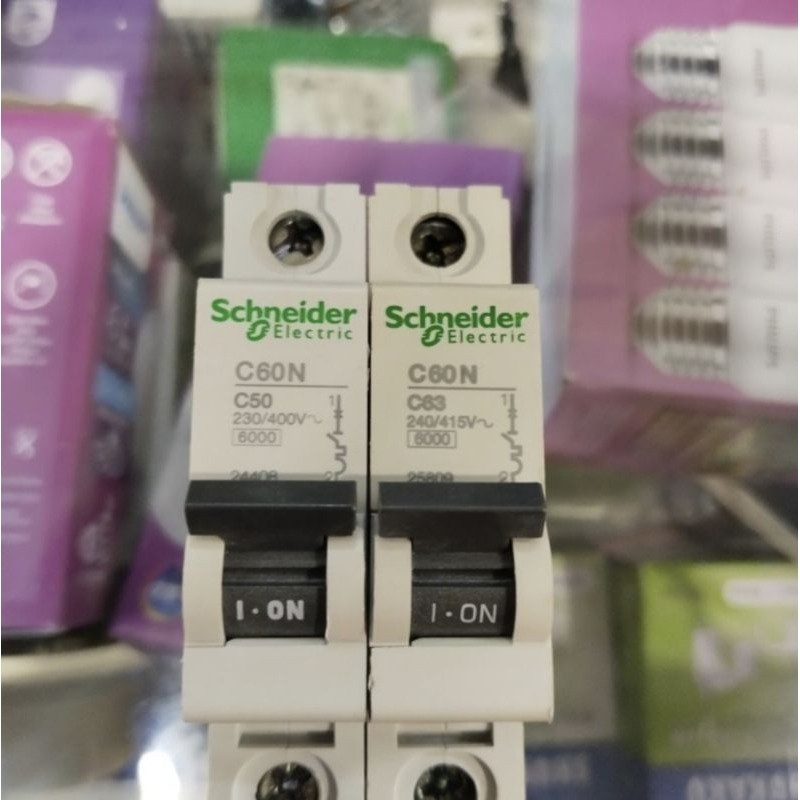 Schneider
Electric
C60N
C50
230/400V~
6000
1
24408
2
I · ON
Schneider
Electric
C60N
C63
240/415V~
6000
1
25809
2
I · ON